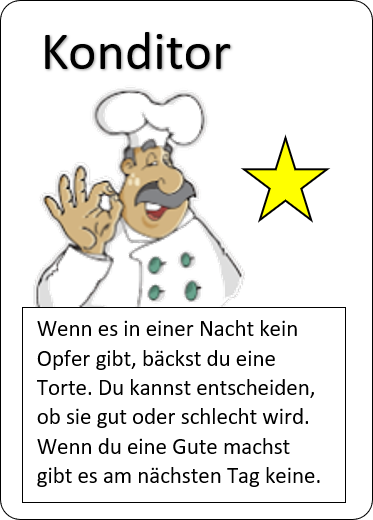 Konditor
Wenn es in einer Nacht kein
Opfer gibt, bäckst du eine
Torte. Du kannst entscheiden,
ob sie gut oder schlecht wird.
Wenn du eine Gute machst
gibt es am nächsten Tag keine.